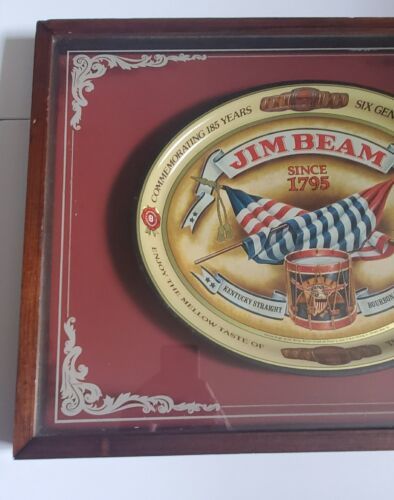 COMMEMORATING 185 YEARS
SIX GEN
JIM BEAM
SINCE
1795
KENTUCKY STRAIGHT
BOURBON
B
ENJOY THE MELLOW TASTE OF